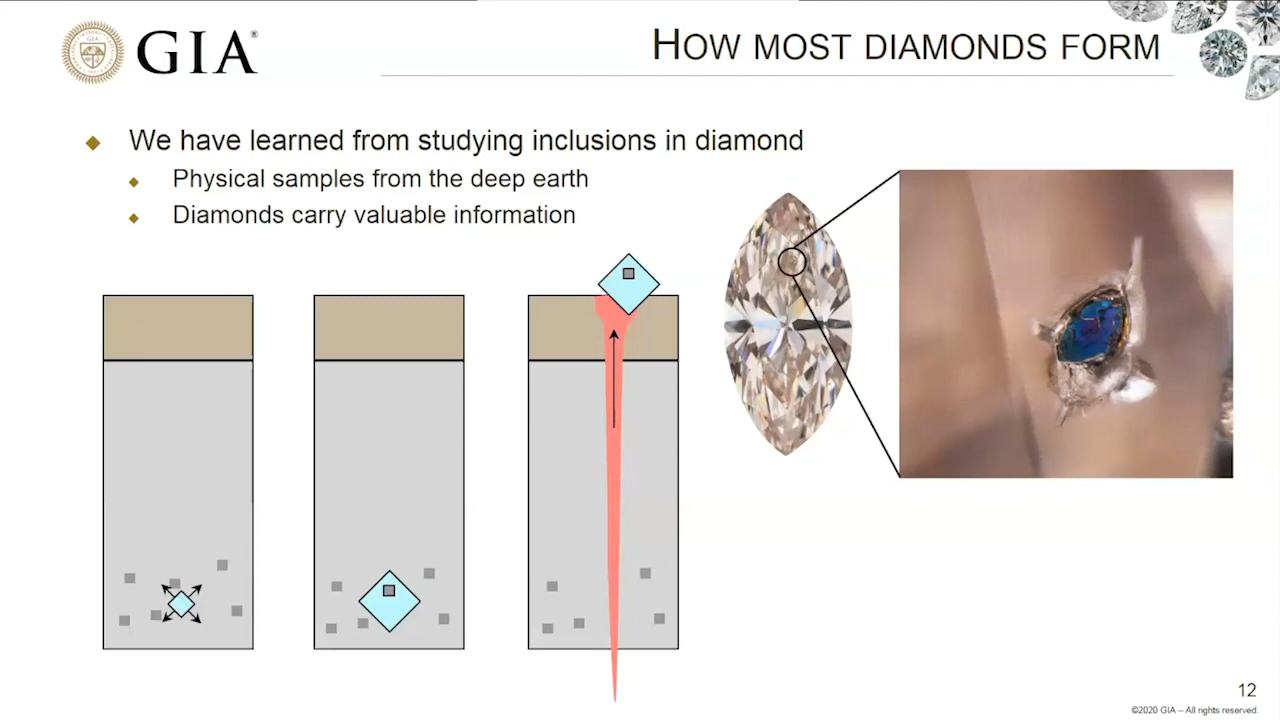 GIA®
HOW MOST DIAMONDS FORM
We have learned from studying inclusions in diamond
Physical samples from the deep earth
Diamonds carry valuable information
12
©2020 GIA – All rights reserved.